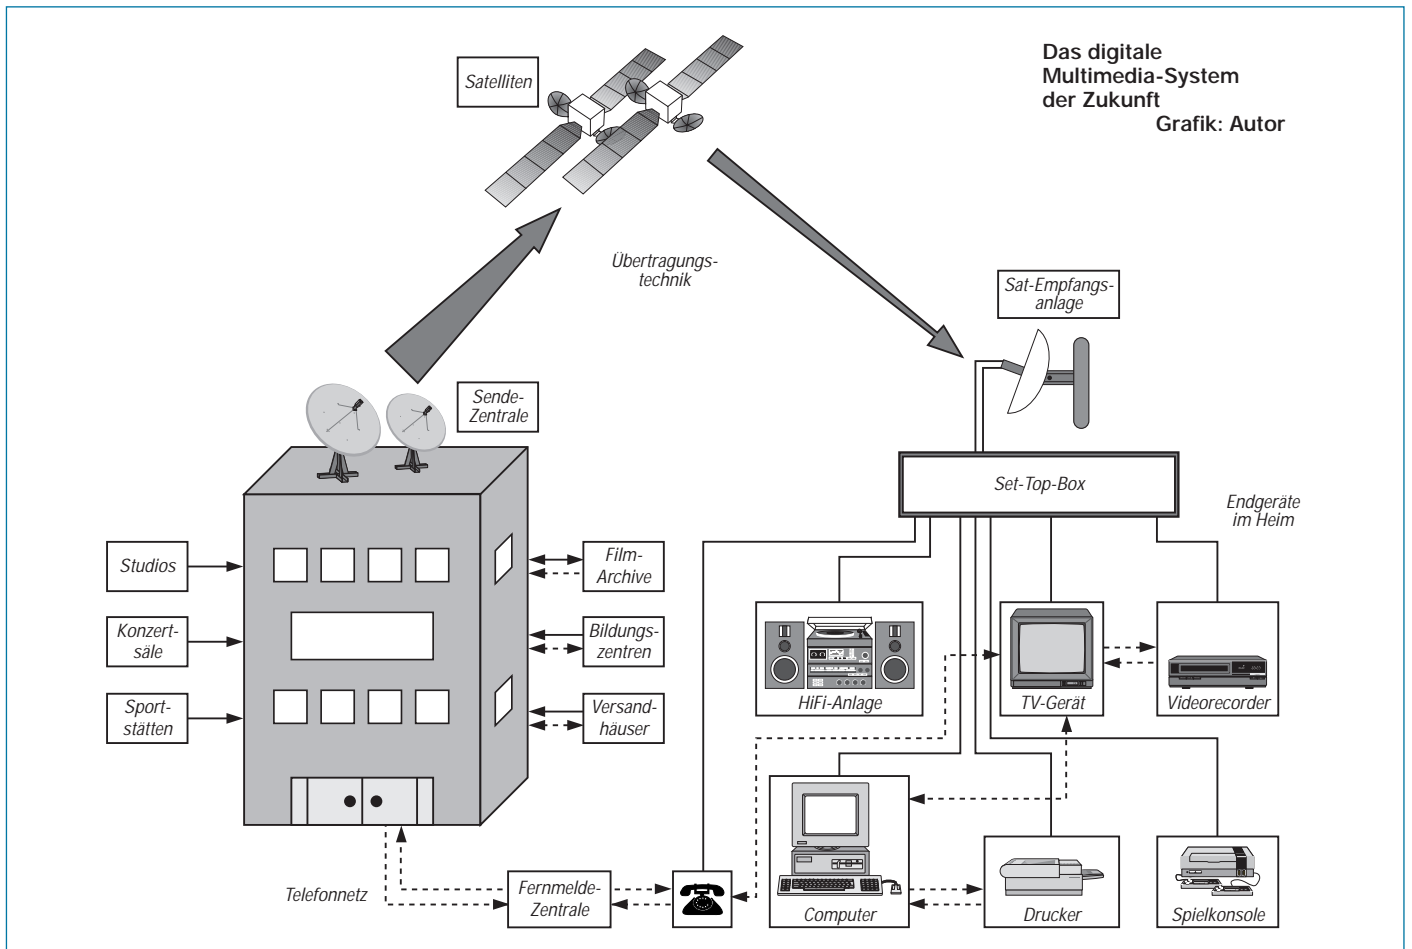 Das digitale
Multimedia-System
der Zukunft
Grafik: Autor
Satelliten
Übertragungs-
technik
Sat-Empfangs-
anlage
Sende-
Zentrale
Set-Top-Box
Endgeräte
im Heim
Studios
Film-
Archive
Konzert-
säle
Bildungs-
zentren
Sport-
stätten
Versand-
häuser
HiFi-Anlage
TV-Gerät
Videorecorder
Telefonnetz
Fernmelde-
Zentrale
Computer
Drucker
Spielkonsole